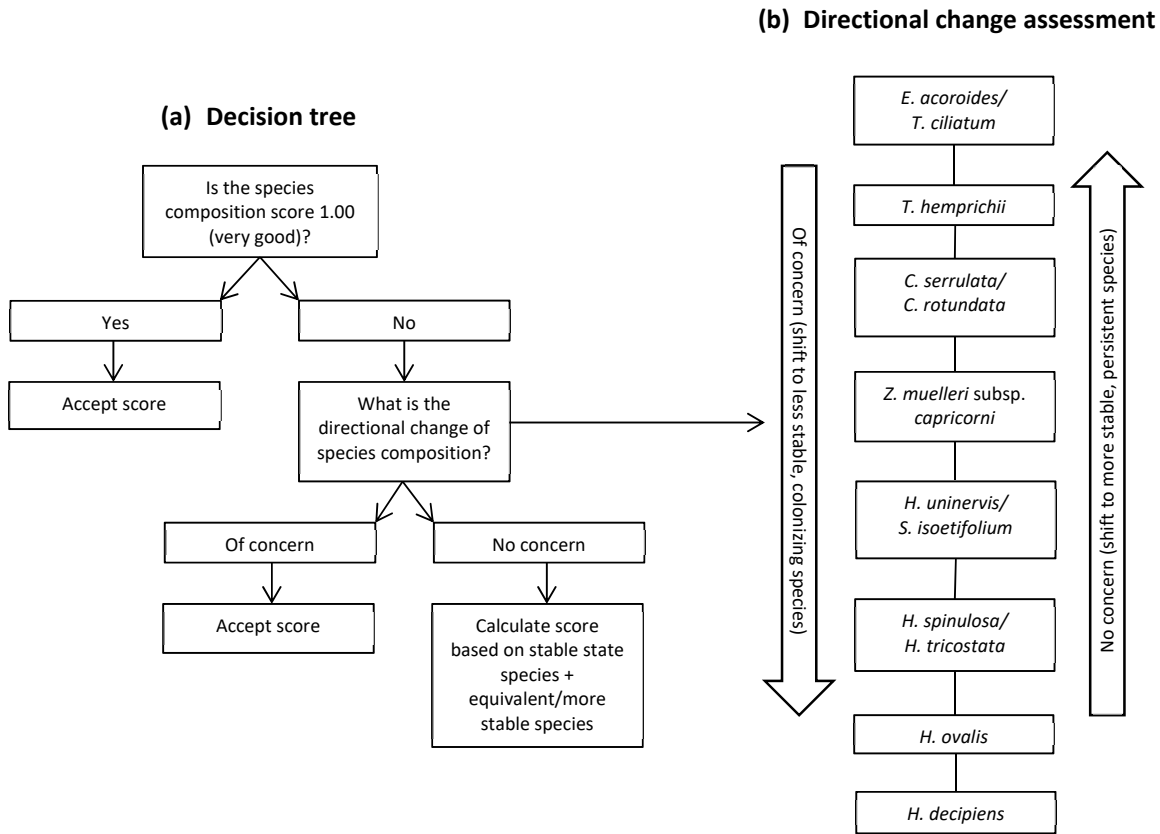 (b) Directional change assessment
(a) Decision tree
Is the species
composition score 1.00
(very good)?
Yes
No
Accept score
What is the
directional change of
species composition?
Of concern
No concern
Accept score
Calculate score
based on stable state
species +
equivalent/more
stable species
Of concern (shift to less stable, colonizing species)
E. acoroides/
T. ciliatum
T. hemprichii
C. serrulata/
C. rotundata
Z. muelleri subsp.
capricorni
H. uninervis/
S. isoetifolium
H. spinulosa/
H. tricostata
H. ovalis
H. decipiens
No concern (shift to more stable, persistent species)